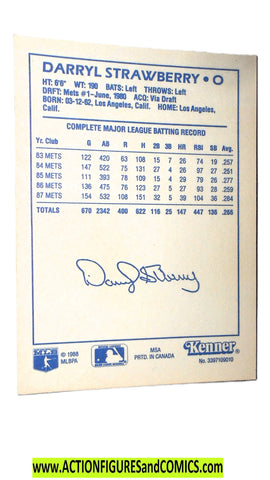 DARRYL STRAWBERRY • O
HT: 6'6" WT: 190 BATS: Left THROWS: Left
DRFT: Mets #1-June, 1980 ACQ: Via Draft
BORN: 03-12-62, Los Angeles, Calif. HOME: Los Angeles,
Calif.
COMPLETE MAJOR LEAGUE BATTING RECORD
Yr. Club G AB R H 2B 3B HR RBI SB Avg.
83 METS 122 420 63 108 15 7 26 74 19 .257
84 METS 147 522 75 131 27 4 26 97 27 .251
85 METS 111 393 78 109 15 4 29 79 26 .277
86 METS 136 475 76 123 27 5 27 93 28 .259
87 METS 154 532 108 151 32 5 39 104 36 .284
TOTALS 670 2342 400 622 116 25 147 447 136 .266
Darryl Strawberry
© 1988
MLBPA
MSA
PRTD. IN CANADA
Kenner
No. 3397109010
www.ACTIONFIGURESandCOMICS.com